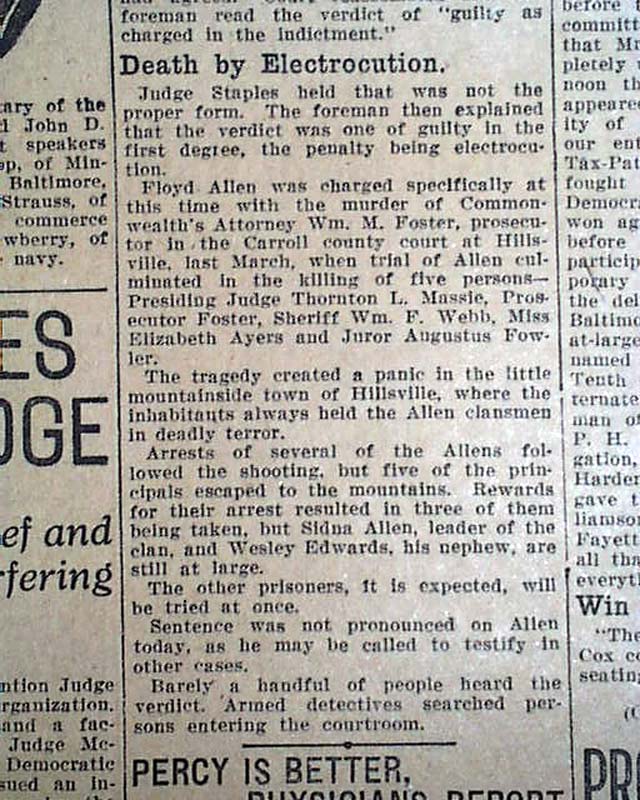 foreman read the verdict of "guilty as
charged in the indictment."
Death by Electrocution.
Judge Staples held that was not the
proper form. The foreman then explained
that the verdict was one of guilty in the
first degree, the penalty being electrocu-
tion.
Floyd Allen was charged specifically at
this time with the murder of Common-
wealth's Attorney Wm. M. Foster, prosecu-
tor in the Carroll county court at Hills-
ville, last March, when trial of Allen cul-
minated in the killing of five persons—
Presiding Judge Thornton L. Massie, Pros-
ecutor Foster, Sheriff Wm. F. Webb, Miss
Elizabeth Ayers and Juror Augustus Fow-
ler.
The tragedy created a panic in the little
mountainside town of Hillsville, where the
inhabitants always held the Allen clansmen
in deadly terror.
Arrests of several of the Allens fol-
lowed the shooting, but five of the prin-
cipals escaped to the mountains. Rewards
for their arrest resulted in three of them
being taken, but Sidna Allen, leader of the
clan, and Wesley Edwards, his nephew, are
still at large.
The other prisoners, it is expected, will
be tried at once.
Sentence was not pronounced on Allen
today, as he may be called to testify in
other cases.
Barely a handful of people heard the
verdict. Armed detectives searched per-
sons entering the courtroom.
PERCY IS BETTER,
PHYSICIAN'S REPORT
ary of the
John D.
speakers
of Min-
Baltimore,
Strauss, of
commerce
wberry, of
navy.
ES
DGE
ef and
rfering
ntion Judge
rganization.
and a fac-
Judge Mc-
Democratic
sued an in-
before
committ
that M
pletely
noon th
appeare
ity of
our ent
Tax-Pa
fought
Democr
won ag
before
particip
porary
the del
Baltimo
at-large
named
Tenth
ternate
man of
P. H.
gation,
Harden
gave t
liamson
Fayett
all tha
everyt
Win
"The
Cox co
seating
PRO